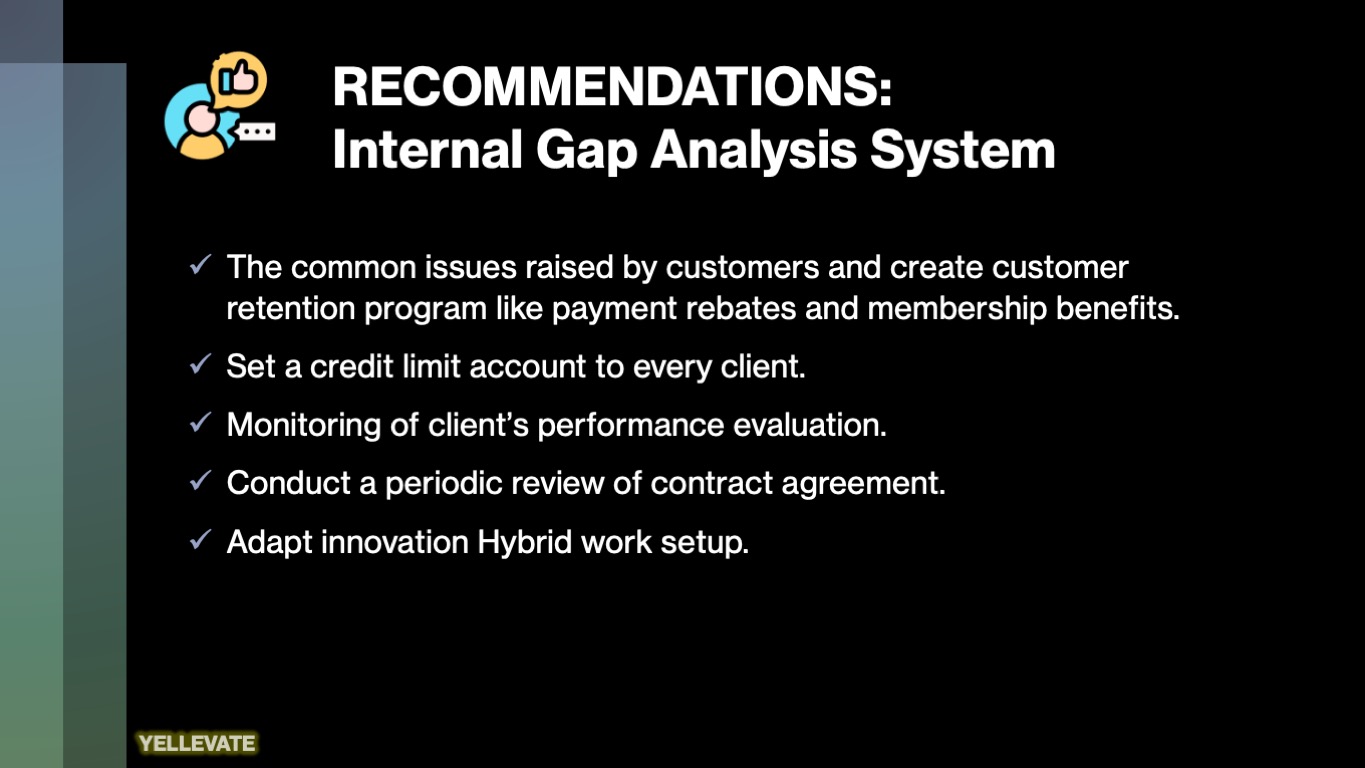 RECOMMENDATIONS:
Internal Gap Analysis System
The common issues raised by customers and create customer
retention program like payment rebates and membership benefits.
Set a credit limit account to every client.
Monitoring of client’s performance evaluation.
Conduct a periodic review of contract agreement.
Adapt innovation Hybrid work setup.
YELLEVATE